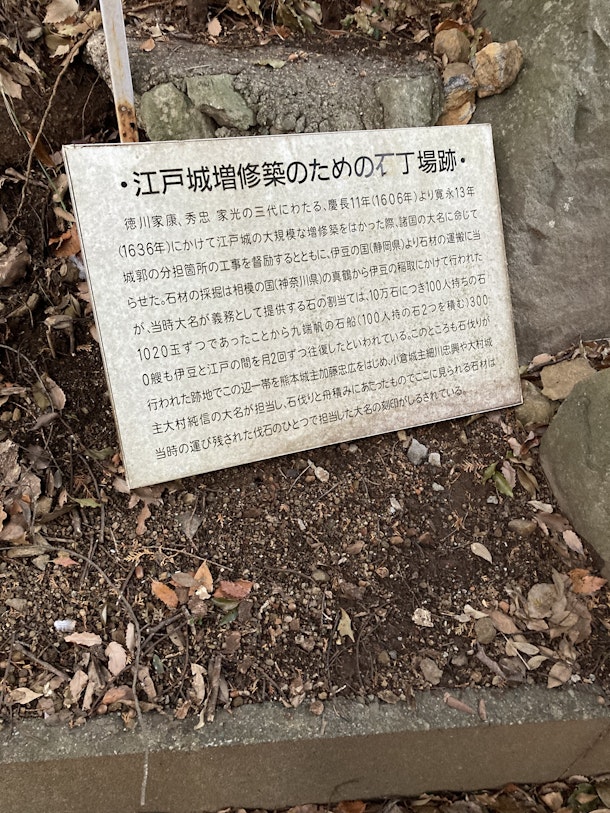 ・江戸城増修築のための石丁場跡・
徳川家康、秀忠 家光の三代にわたる、慶長11年(1606年)より寛永13年
(1636年)にかけて江戸城の大規模な増修築をはかった際、諸国の大名に命じて
城郭の分担箇所の工事を督励するとともに、伊豆の国(静岡県)より石材の運搬に当
らせた。石材の採掘は相模の国(神奈川県)の真鶴から伊豆の稲取にかけて行われた
が、当時大名が義務として提供する石の割当ては、10万石につき100人持ちの石
1020玉ずつであったことから九端帆の石船(100人持の石2つを積む)300
0艘も伊豆と江戸の間を月2回ずつ往復したといわれている。このところも石伐りが
行われた跡地でこの辺一帯を熊本城主加藤忠広をはじめ、小倉城主細川忠興や大村城
主大村純信の大名が担当し、石伐りと舟積みにあたったものでここに見られる石材は
当時の運び残された伐石のひとつで担当した大名の刻印がしるされている。